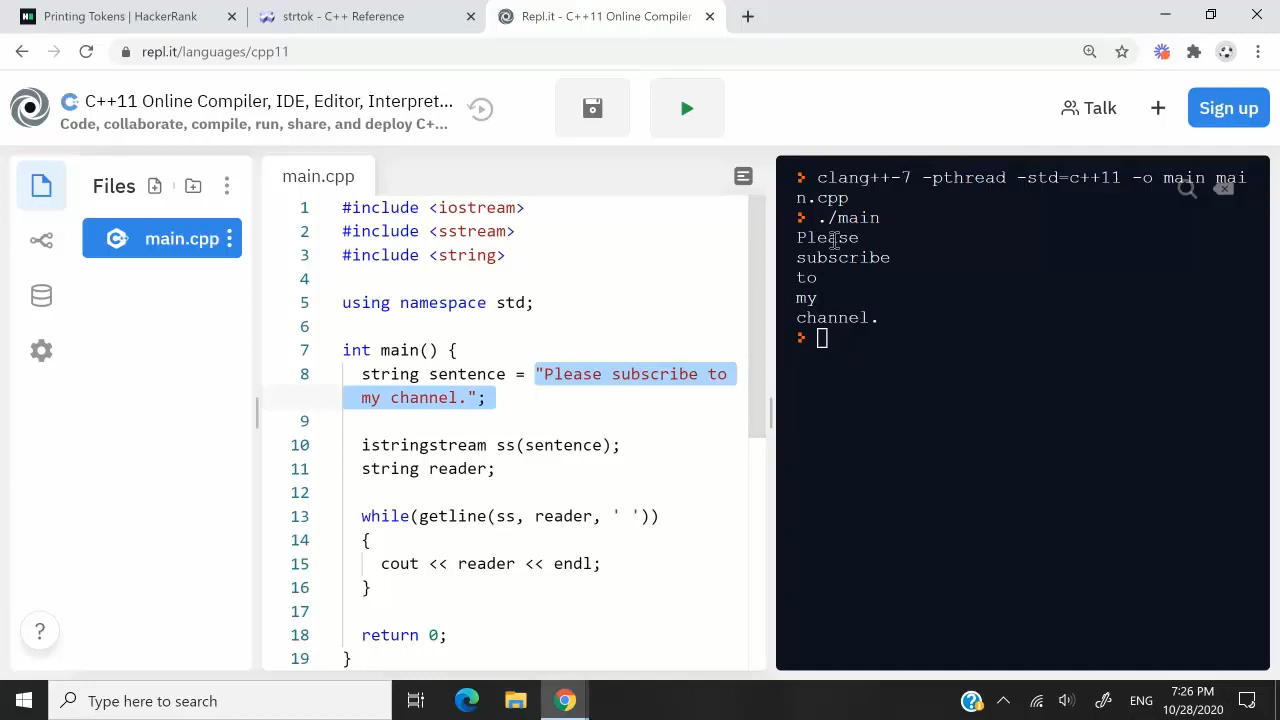 Printing Tokens | HackerRank
strtok - C++ Reference
Repl.it - C++11 Online Compiler
repl.it/languages/cpp11
C++11 Online Compiler, IDE, Editor, Interpret...
Code, collaborate, compile, run, share, and deploy C+...
Talk
Sign up
Files
main.cpp
main.cpp
1 #include <iostream>
2 #include <sstream>
3 #include <string>
4
5 using namespace std;
6
7 int main() {
8 string sentence = "Please subscribe to
my channel.";
9
10 istringstream ss(sentence);
11 string reader;
12
13 while(getline(ss, reader, ' '))
14 {
15 cout << reader << endl;
16 }
17
18 return 0;
19 }
clang++-7 -pthread -std=c++11 -o main mai
n.cpp
./main
Please
subscribe
to
my
channel.
?
Type here to search
ENG
7:26 PM
10/28/2020